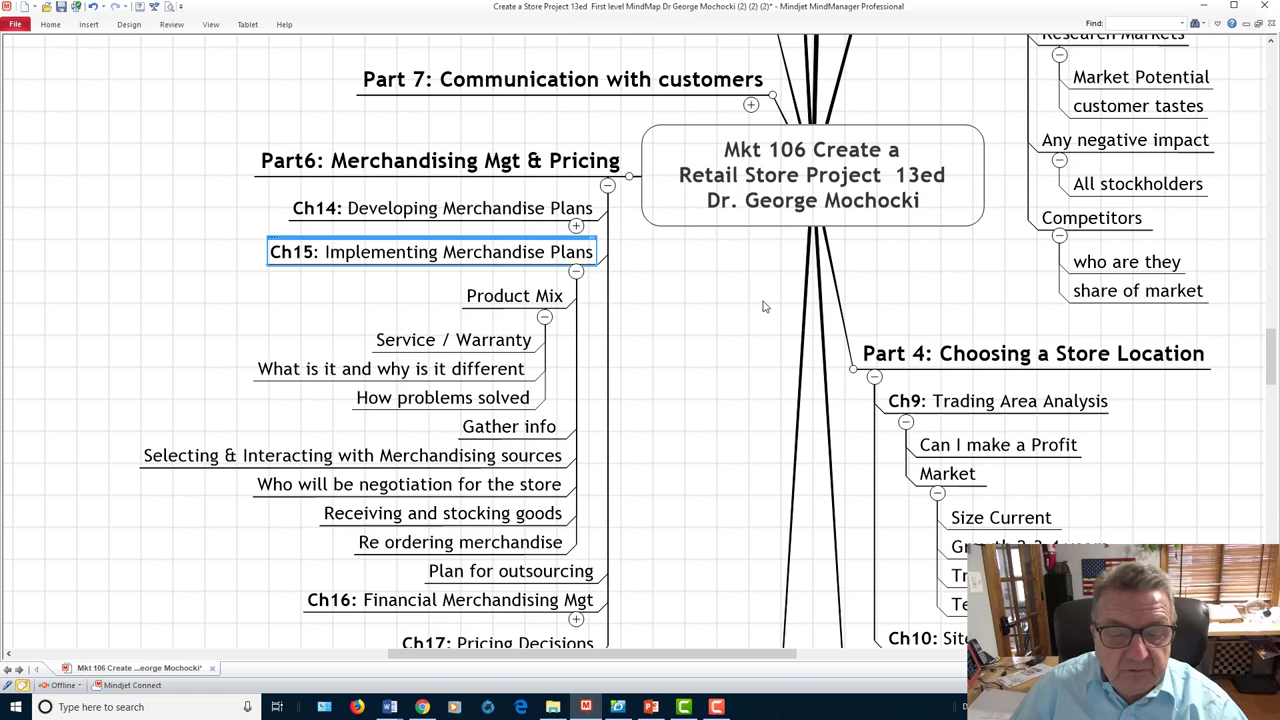 Create a Store Project 13ed First level MindMap Dr George Mochocki (2) (2) (2)* - Mindjet MindManager Professional
File Home Insert Design Review View Tablet Help Find:
Part 7: Communication with customers
Part6: Merchandising Mgt & Pricing
Ch14: Developing Merchandise Plans
Ch15: Implementing Merchandise Plans
Product Mix
Service / Warranty
What is it and why is it different
How problems solved
Gather info
Selecting & Interacting with Merchandising sources
Who will be negotiation for the store
Receiving and stocking goods
Re ordering merchandise
Plan for outsourcing
Ch16: Financial Merchandising Mgt
Ch17: Pricing Decisions
Mkt 106 Create a
Retail Store Project 13ed
Dr. George Mochocki
Research Markets
Market Potential
customer tastes
Any negative impact
All stockholders
Competitors
who are they
share of market
Part 4: Choosing a Store Location
Ch9: Trading Area Analysis
Can I make a Profit
Market
Size Current
Ch10:
Mkt 106 Create ...eorge Mochocki*
Offline
Mindjet Connect
Type here to search